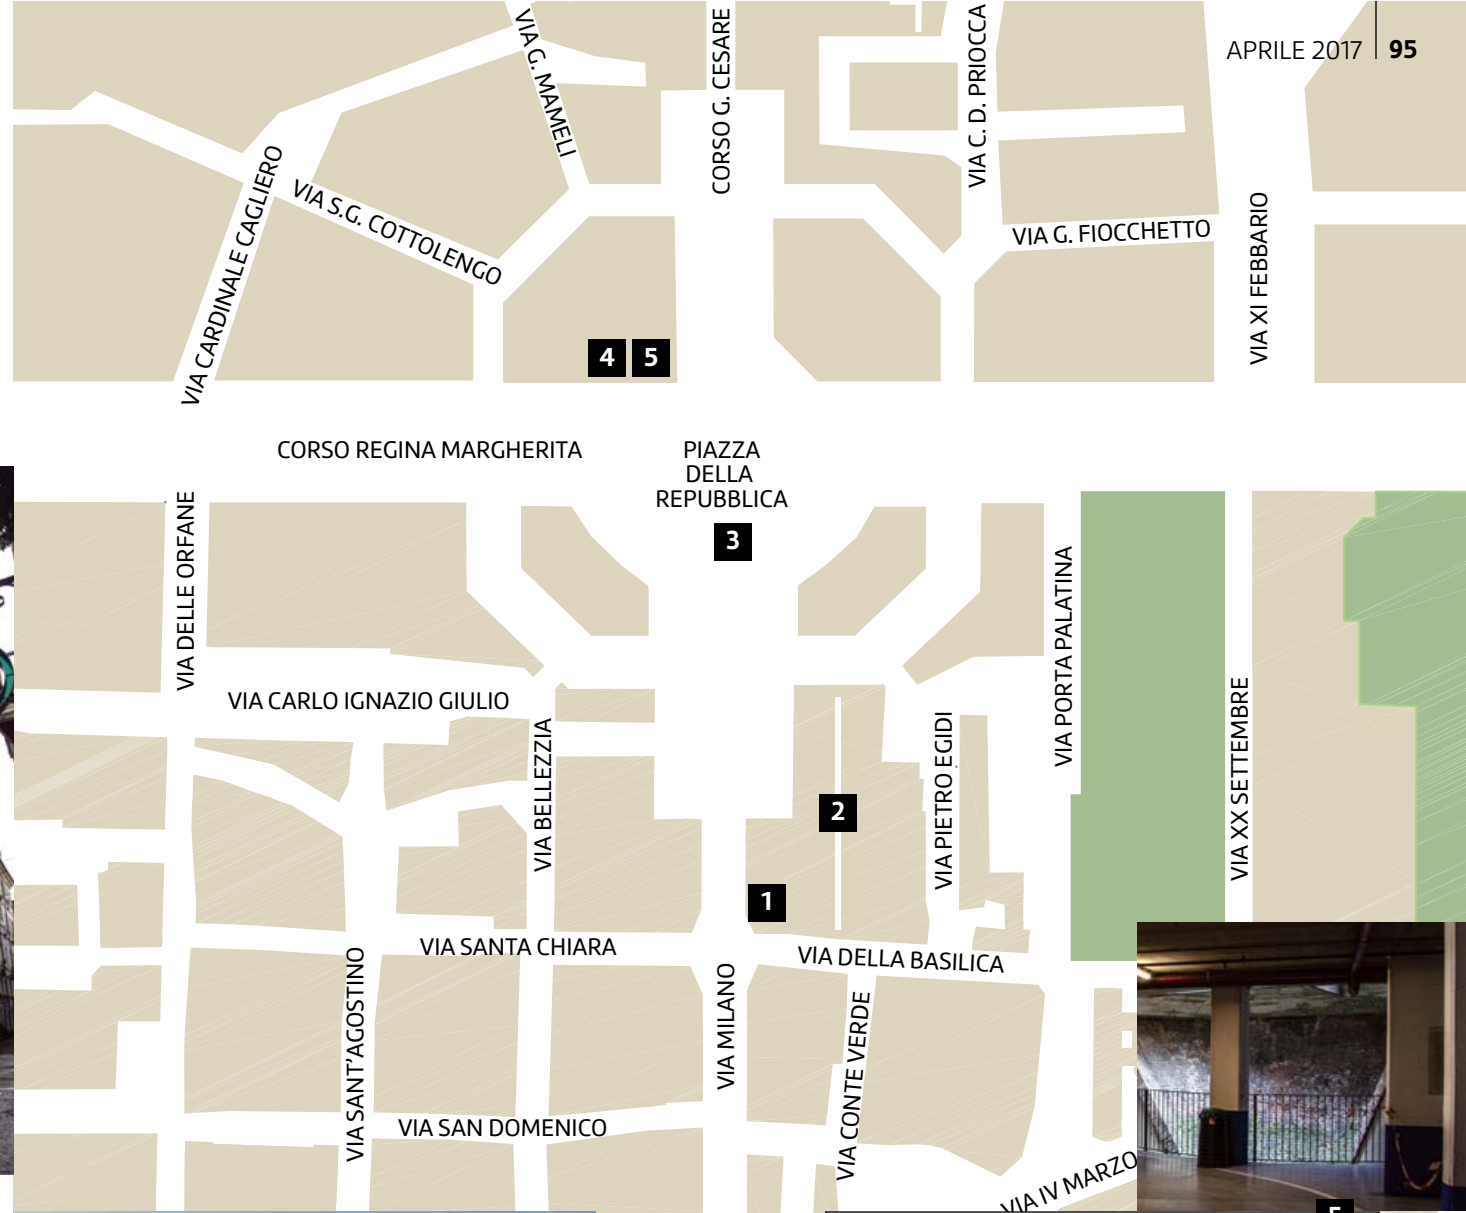 APRILE 2017 95
VIA G. MAMELI
CORSO G. CESARE
VIA C. D. PRIOCCA
VIA CARDINALE CAGLIERO
VIA S.G. COTTOLENGO
VIA G. FIOCCHETTO
VIA XI FEBBARIO
4 5
CORSO REGINA MARGHERITA
PIAZZA
DELLA
REPUBBLICA
3
VIA DELLE ORFANE
VIA PORTA PALATINA
VIA CARLO IGNAZIO GIULIO
VIA BELLEZZIA
VIA PIETRO EGIDI
VIA XX SETTEMBRE
2
1
VIA SANTA CHIARA
VIA DELLA BASILICA
VIA SANT'AGOSTINO
VIA MILANO
VIA CONTE VERDE
VIA SAN DOMENICO
VIA IV MARZO